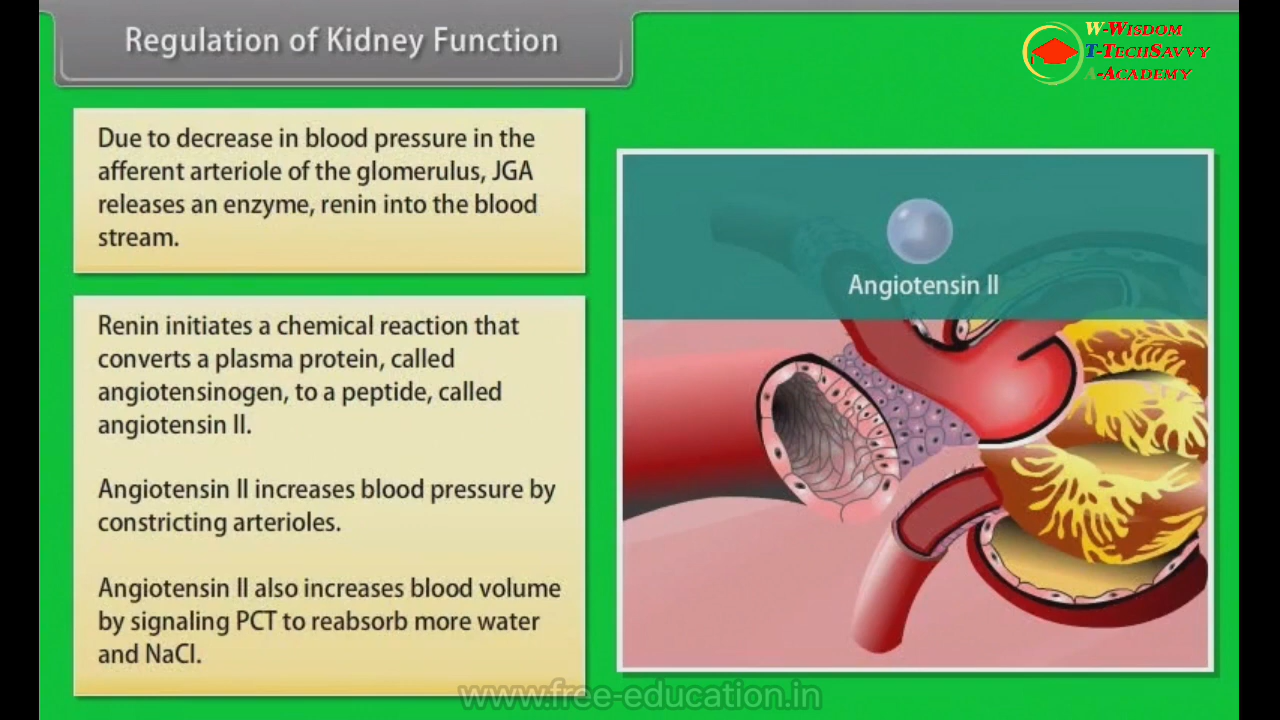 Regulation of Kidney Function
W-Wisdom
T-TechSavvy
A-Academy
Due to decrease in blood pressure in the
afferent arteriole of the glomerulus, JGA
releases an enzyme, renin into the blood
stream.
Renin initiates a chemical reaction that
converts a plasma protein, called
angiotensinogen, to a peptide, called
angiotensin II.
Angiotensin II increases blood pressure by
constricting arterioles.
Angiotensin II also increases blood volume
by signaling PCT to reabsorb more water
and NaCl.
Angiotensin II
www.free-education.in